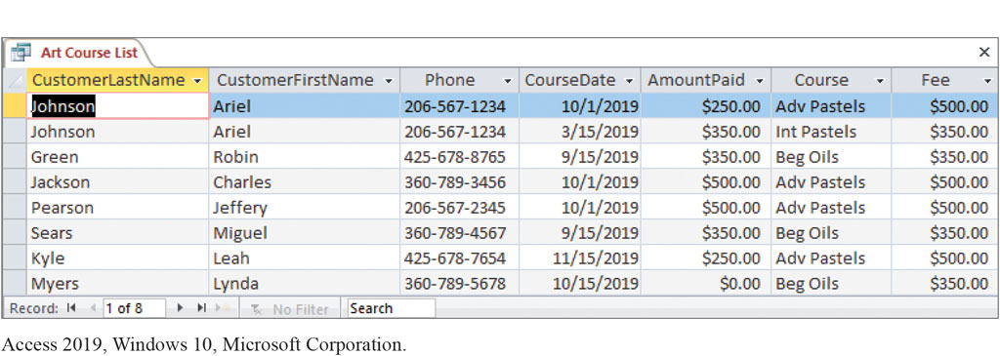 Art Course List
CustomerLastName CustomerFirstName Phone CourseDate AmountPaid Course Fee
Johnson Ariel 206-567-1234 10/1/2019 $250.00 Adv Pastels $500.00
Johnson Ariel 206-567-1234 3/15/2019 $350.00 Int Pastels $350.00
Green Robin 425-678-8765 9/15/2019 $350.00 Beg Oils $350.00
Jackson Charles 360-789-3456 10/1/2019 $500.00 Adv Pastels $500.00
Pearson Jeffery 206-567-2345 10/1/2019 $500.00 Adv Pastels $500.00
Sears Miguel 360-789-4567 9/15/2019 $350.00 Beg Oils $350.00
Kyle Leah 425-678-7654 11/15/2019 $250.00 Adv Pastels $500.00
Myers Lynda 360-789-5678 10/15/2019 $0.00 Beg Oils $350.00
Record: 1 of 8 No Filter Search
Access 2019, Windows 10, Microsoft Corporation.